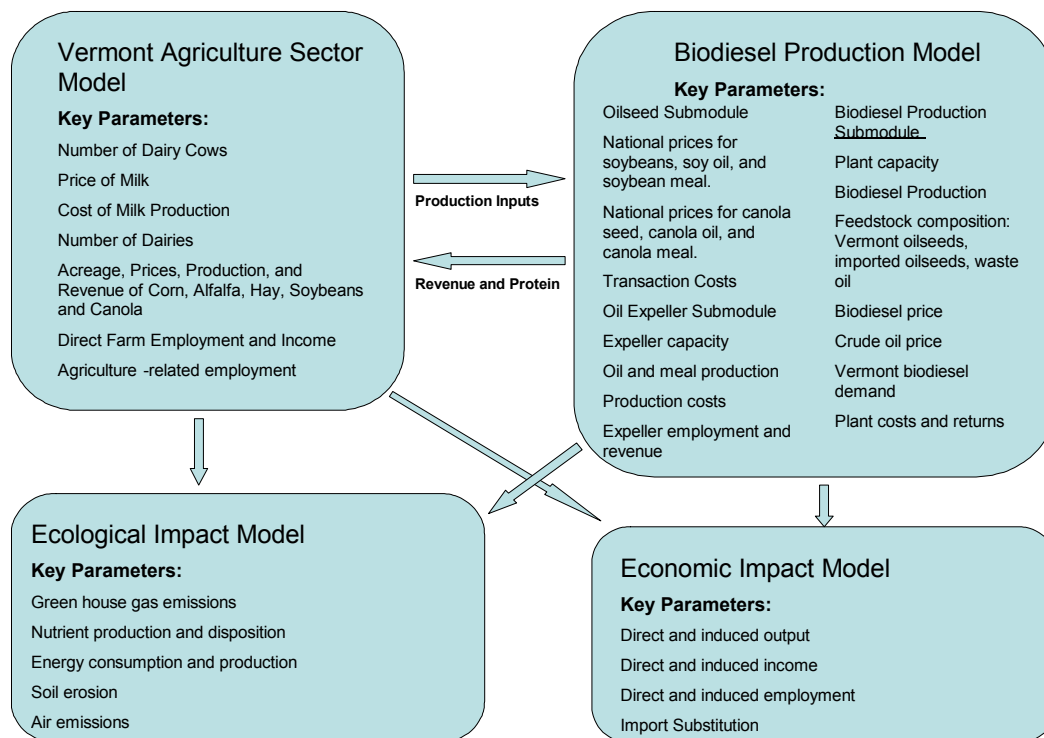 Vermont Agriculture Sector
Model
Key Parameters:
Number of Dairy Cows
Price of Milk
Cost of Milk Production
Number of Dairies
Acreage, Prices, Production, and
Revenue of Corn, Alfalfa, Hay, Soybeans
and Canola
Direct Farm Employment and Income
Agriculture -related employment
Production Inputs
Revenue and Protein
Biodiesel Production Model
Key Parameters:
Oilseed Submodule
National prices for
soybeans, soy oil, and
soybean meal.
National prices for canola
seed, canola oil, and
canola meal.
Transaction Costs
Oil Expeller Submodule
Expeller capacity
Oil and meal production
Production costs
Expeller employment and
revenue
Biodiesel Production
Submodule
Plant capacity
Biodiesel Production
Feedstock composition:
Vermont oilseeds,
imported oilseeds, waste
oil
Biodiesel price
Crude oil price
Vermont biodiesel
demand
Plant costs and returns
Ecological Impact Model
Key Parameters:
Green house gas emissions
Nutrient production and disposition
Energy consumption and production
Soil erosion
Air emissions
Economic Impact Model
Key Parameters:
Direct and induced output
Direct and induced income
Direct and induced employment
Import Substitution